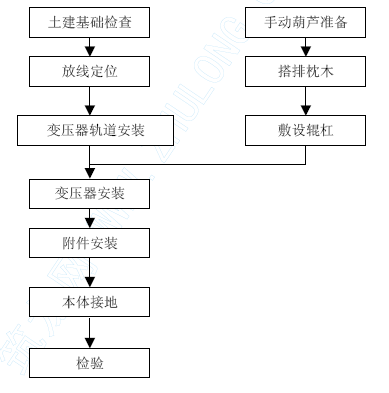 土建基础检查
手动葫芦准备
放线定位
搭排枕木
变压器轨道安装
敷设辊杠
变压器安装
附件安装
本体接地
检验